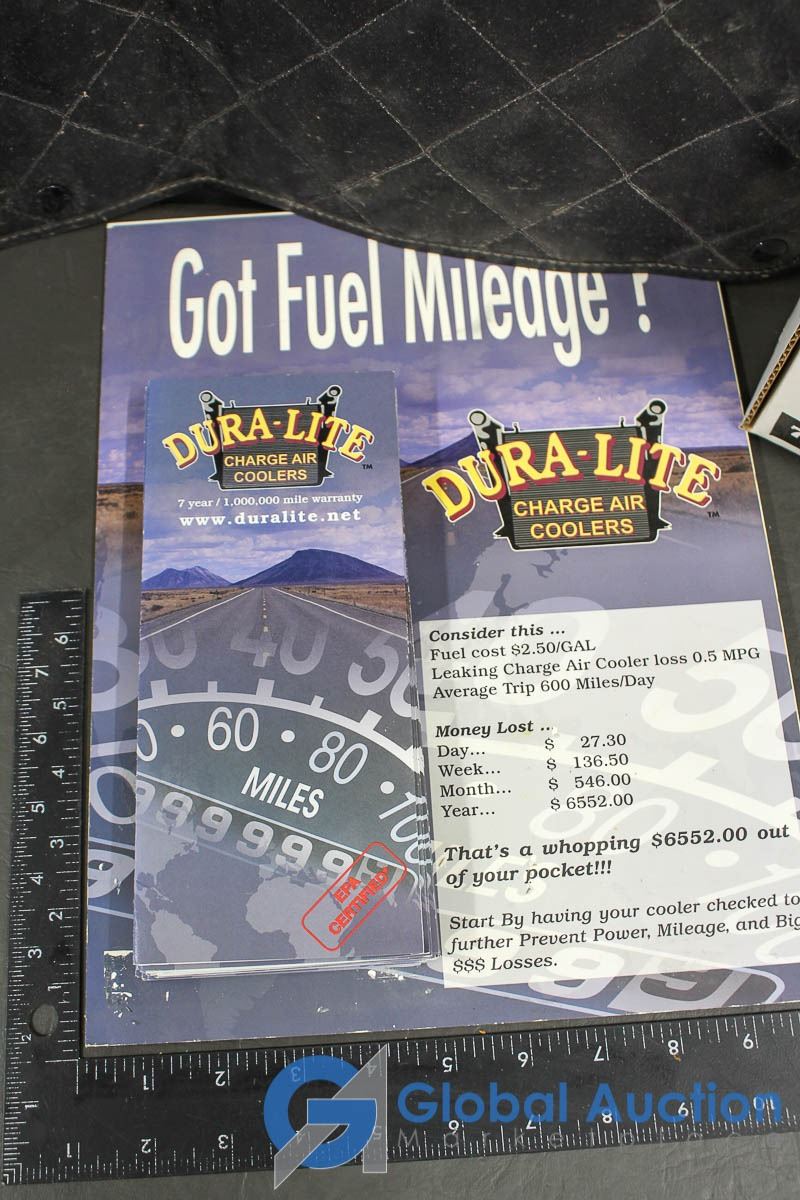 Got Fuel Mileage ?
DURA-LITE
CHARGE AIR
COOLERS
TM
7 year / 1,000,000 mile warranty
www.duralite.net
40
60
80
MILES
EPA
CERTIFIED!
DURA-LITE
CHARGE AIR
COOLERS
TM
Consider this ...
Fuel cost $2.50/GAL
Leaking Charge Air Cooler loss 0.5 MPG
Average Trip 600 Miles/Day
Money Lost ...
Day... $ 27.30
Week... $ 136.50
Month... $ 546.00
Year... $ 6552.00
That's a whopping $6552.00 out
of your pocket!!!
Start By having your cooler checked to
further Prevent Power, Mileage, and Big
$$$ Losses.
Global Auction